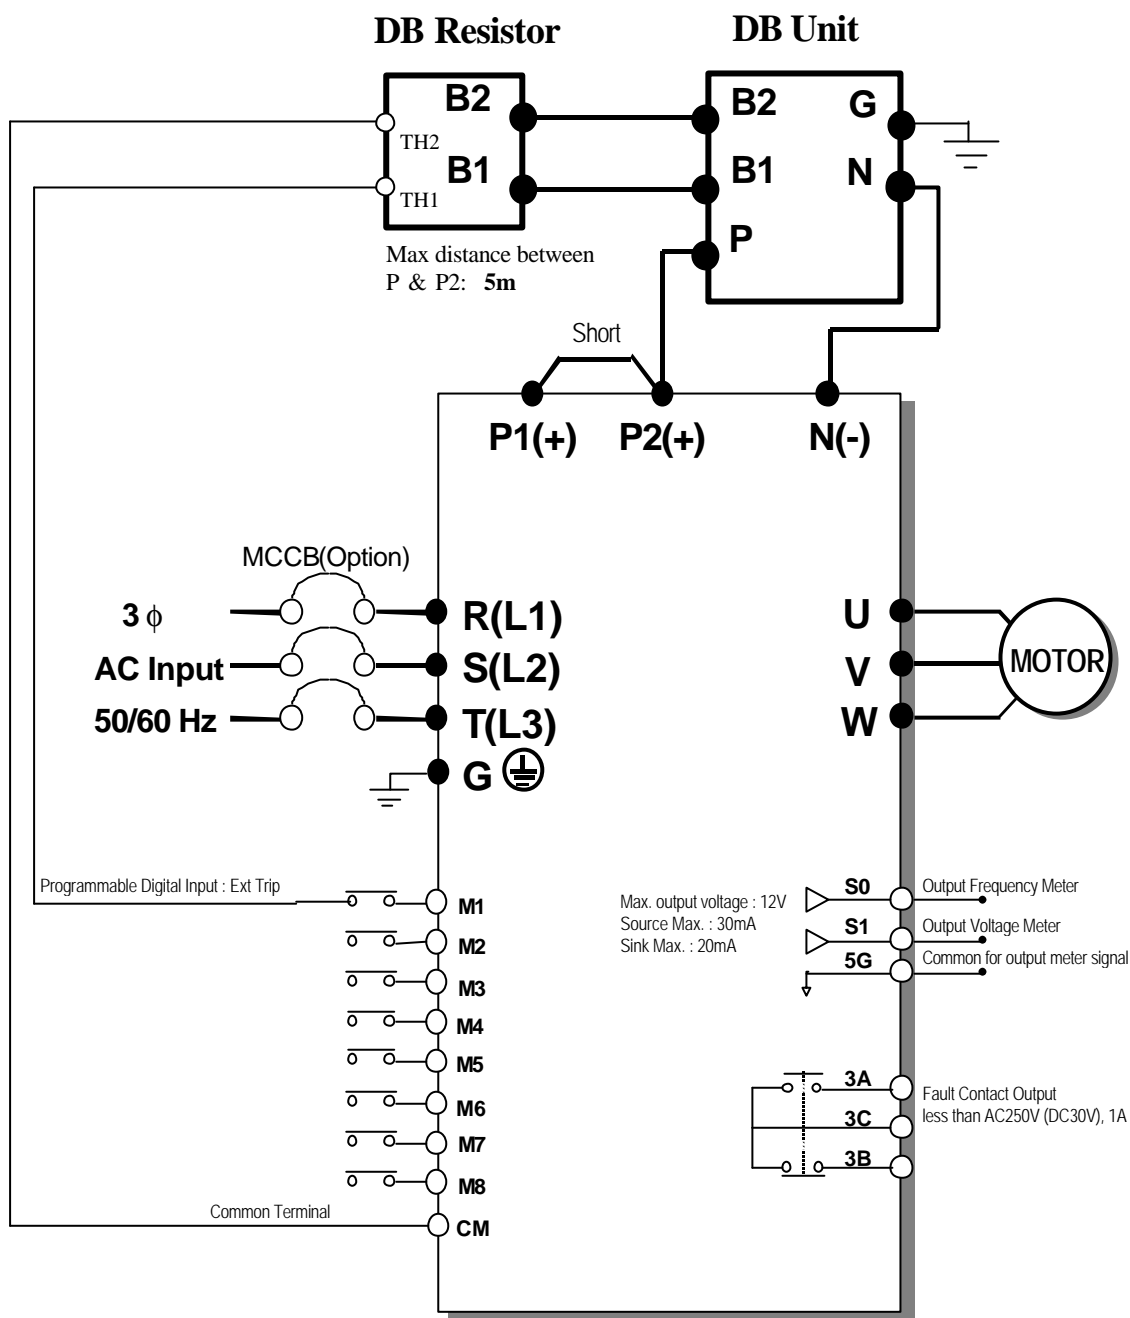 DB Resistor
DB Unit
B2
TH2
B1
TH1
B2
G
B1
N
P
Max distance between
P & P2: 5m
Short
P1(+)
P2(+)
N(-)
MCCB(Option)
3 ϕ
R(L1)
AC Input
S(L2)
50/60 Hz
T(L3)
G
U
V
W
MOTOR
Programmable Digital Input : Ext Trip
M1
M2
M3
M4
M5
M6
M7
M8
Common Terminal
CM
Max. output voltage : 12V
Source Max. : 30mA
Sink Max. : 20mA
S0
Output Frequency Meter
S1
Output Voltage Meter
5G
Common for output meter signal
3A
3C
3B
Fault Contact Output
less than AC250V (DC30V), 1A